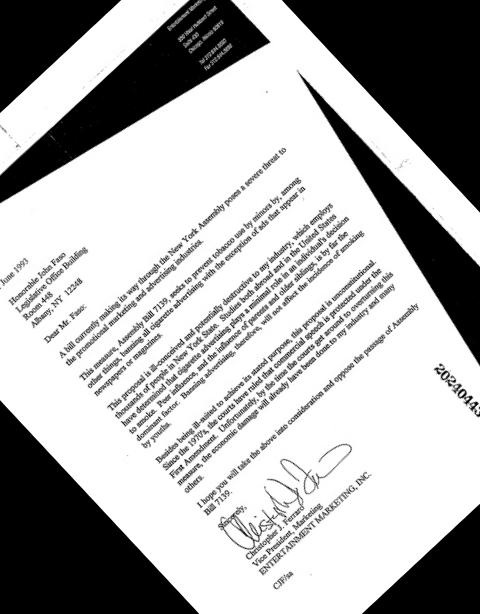 Entertainment Marketing
Suite 430
Chicago, Illinois
June 1993
Honorable John Faso
Legislative Office Building
Room 448
Albany, NY 12248
Dear Mr. Faso:
A bill currently making its way through the New York Assembly poses a severe threat to
the promotional marketing and advertising industries.
This measure, Assembly Bill 7139, seeks to prevent tobacco use by minors by, among
other things, banning all cigarette advertising with the exception of ads that appear in
newspapers or magazines.
This proposal is ill-conceived and potentially destructive to my industry, which employs
thousands of people in New York State. Studies both abroad and in the United States
have determined that cigarette advertising plays a minimal role in an individual's decision
to smoke. Peer influence, and the influence of parents and older siblings, is by far the
dominant factor. Banning advertising, therefore, will not affect the incidence of smoking
by youths.
Besides being ill-suited to achieve its stated purpose, this proposal is unconstitutional.
Since the 1970's, the courts have ruled that commercial speech is protected under the
First Amendment. Unfortunately, by the time the courts get around to overturning this
measure, the economic damage will already have been done to my industry and many
others.
I hope you will take the above into consideration and oppose the passage of Assembly
Bill 7139.
Sincerely,
Christopher J. Ferraro
Vice President, Marketing
ENTERTAINMENT MARKETING, INC.
CJF/sa